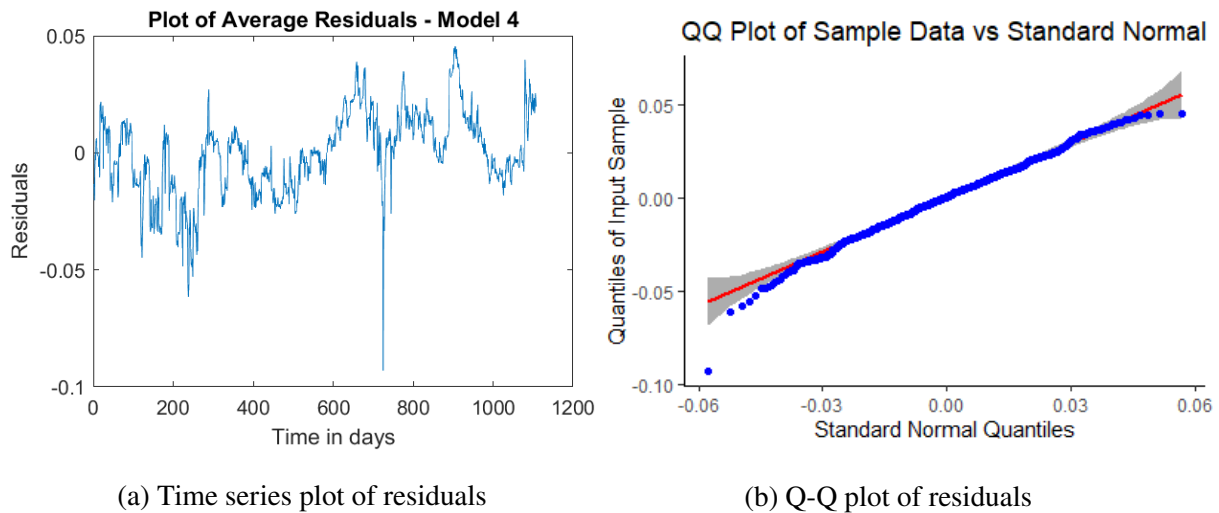 Plot of Average Residuals - Model 4
0.05
0
-0.05
-0.1
Residuals
0 200 400 600 800 1000 1200
Time in days
(a) Time series plot of residuals
QQ Plot of Sample Data vs Standard Normal
0.05
0.00
-0.05
-0.10
Quantiles of Input Sample
-0.06 -0.03 0.00 0.03 0.06
Standard Normal Quantiles
(b) Q-Q plot of residuals